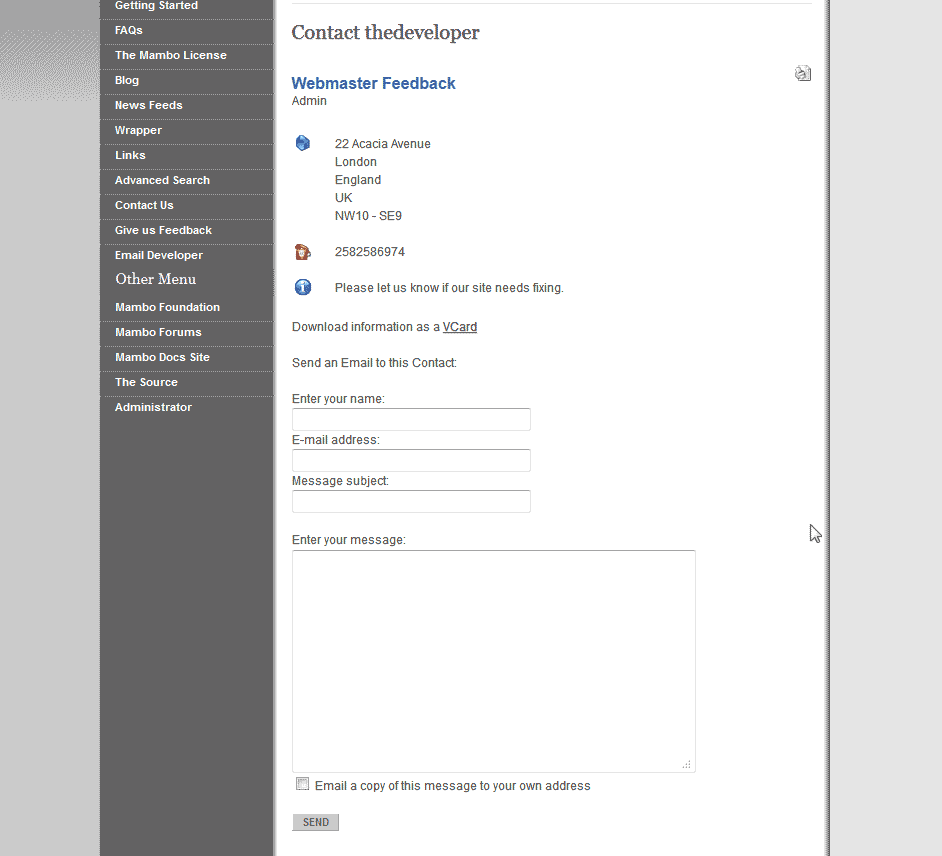 Getting Started
FAQs
The Mambo License
Blog
News Feeds
Wrapper
Links
Advanced Search
Contact Us
Give us Feedback
Email Developer
Other Menu
Mambo Foundation
Mambo Forums
Mambo Docs Site
The Source
Administrator
Contact thedeveloper
Webmaster Feedback
Admin
22 Acacia Avenue
London
England
UK
NW10 - SE9
2582586974
Please let us know if our site needs fixing.
Download information as a VCard
Send an Email to this Contact:
Enter your name:
E-mail address:
Message subject:
Enter your message:
Email a copy of this message to your own address
SEND